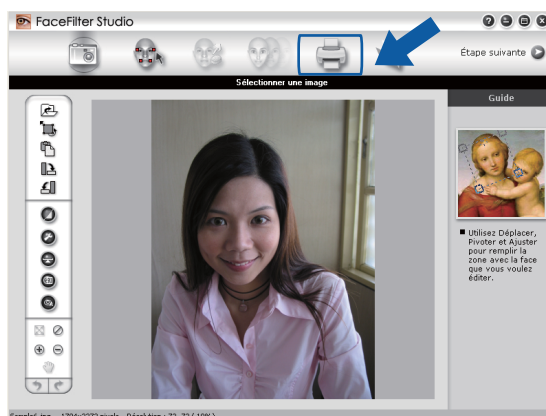 FaceFilter Studio
Étape suivante
Sélectionner une image
Guide
Utilisez Déplacer,
Pivoter et Ajuster
pour remplir la
zone avec la face
que vous voulez
éditer.